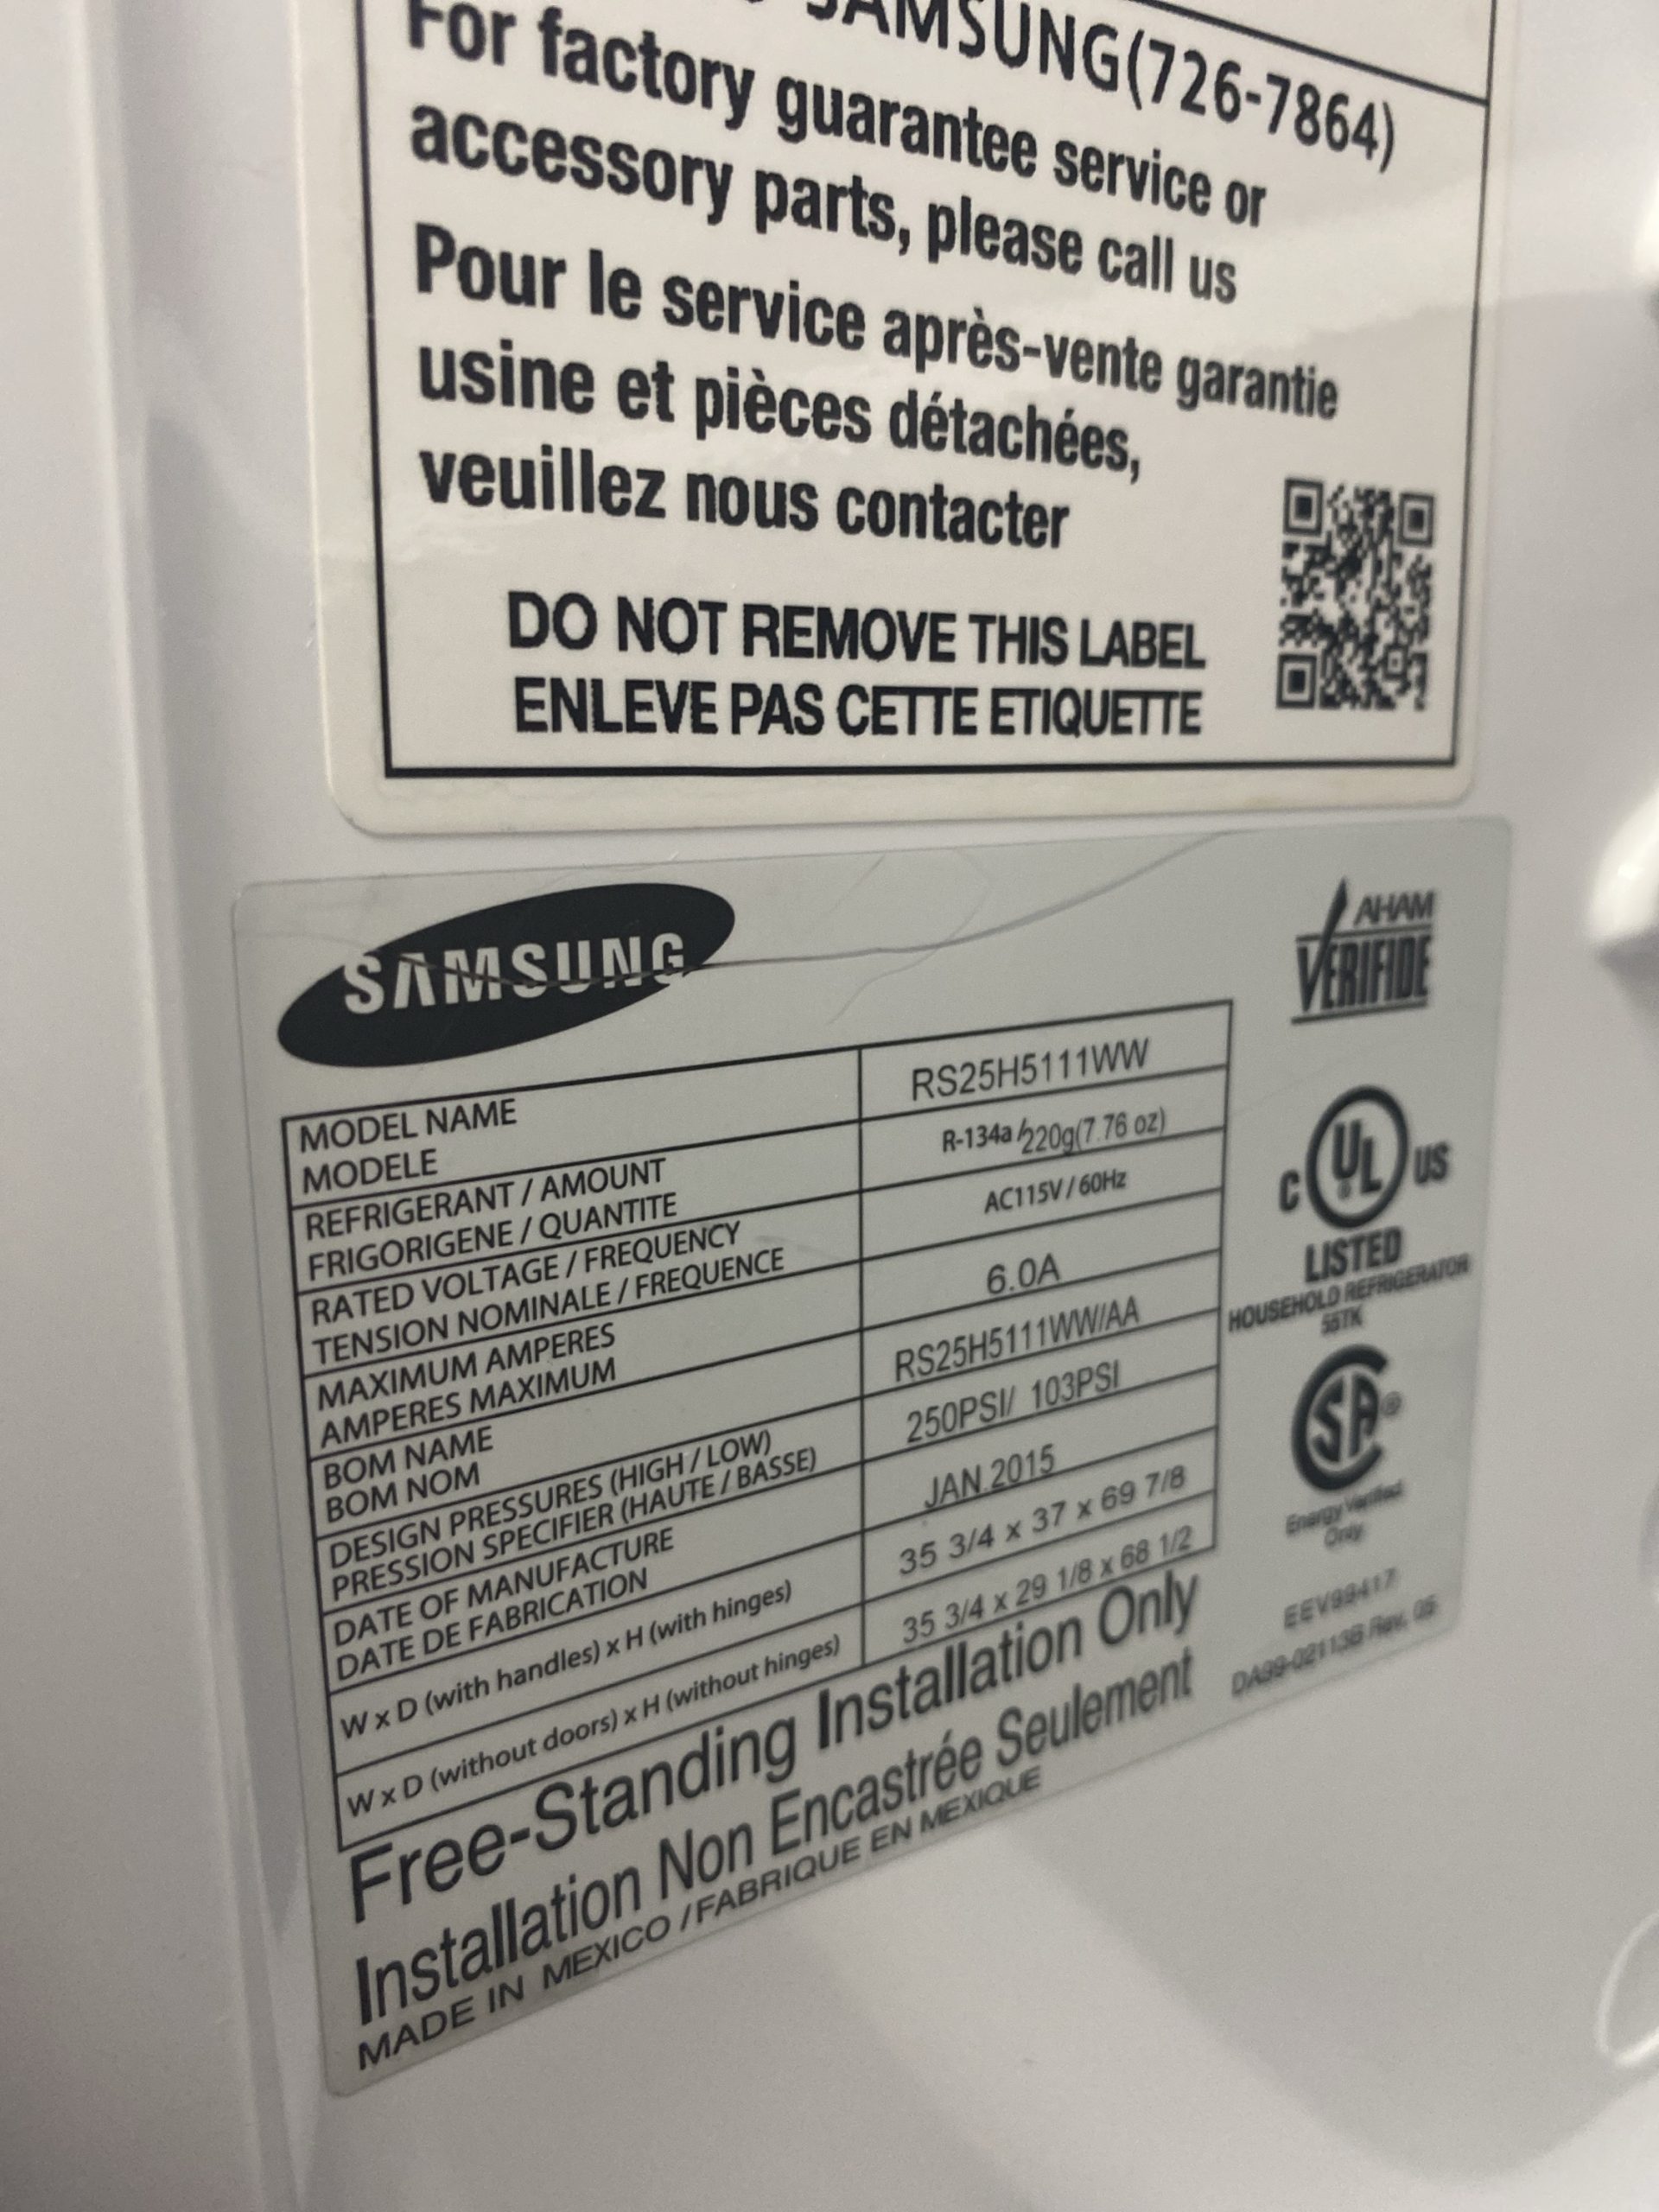 SAMSUNG(726-7864)
For factory guarantee service or
accessory parts, please call us
Pour le service après-vente garantie
usine et pièces détachées,
veuillez nous contacter
DO NOT REMOVE THIS LABEL
ENLEVE PAS CETTE ETIQUETTE
SAMSUNG
AHAM
VERIFIDE
MODEL NAME
MODELE
RS25H5111WW
REFRIGERANT / AMOUNT
FRIGORIGENE / QUANTITE
R-134a/220g(7.76 oz)
RATED VOLTAGE / FREQUENCY
TENSION NOMINALE / FREQUENCE
AC115V / 60Hz
MAXIMUM AMPERES
AMPERES MAXIMUM
6.0A
BOM NAME
BOM NOM
RS25H5111WW/AA
DESIGN PRESSURES (HIGH / LOW)
PRESSION SPECIFIER (HAUTE / BASSE)
250PSI/ 103PSI
DATE OF MANUFACTURE
DATE DE FABRICATION
JAN.2015
W x D (with handles) x H (with hinges)
35 3/4 x 37 x 69 7/8
W x D (without doors) x H (without hinges)
35 3/4 x 29 1/8 x 68 1/2
C UL US
LISTED
HOUSEHOLD REFRIGERATOR
56TK
SA®
Energy Verified
Only
EEV99417
DA99-02113B Rev. 05
Free-Standing Installation Only
Installation Non Encastrée Seulement
MADE IN MEXICO / FABRIQUE EN MEXIQUE